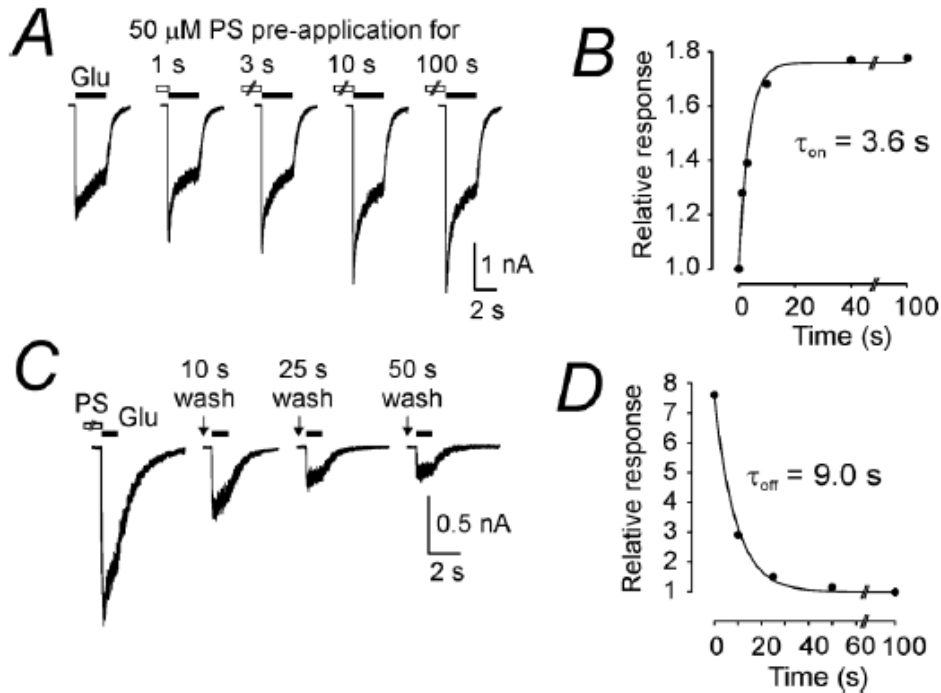 A
50 μM PS pre-application for
Glu
1 s
3 s
10 s
100 s
1 nA
2 s
B
Relative response
1.8
1.6
1.4
1.2
1.0
τon = 3.6 s
0
20
40
100
Time (s)
C
PS
Glu
10 s
wash
25 s
wash
50 s
wash
0.5 nA
2 s
D
Relative response
8
7
6
5
4
3
2
1
τoff = 9.0 s
0
20
40
60
100
Time (s)